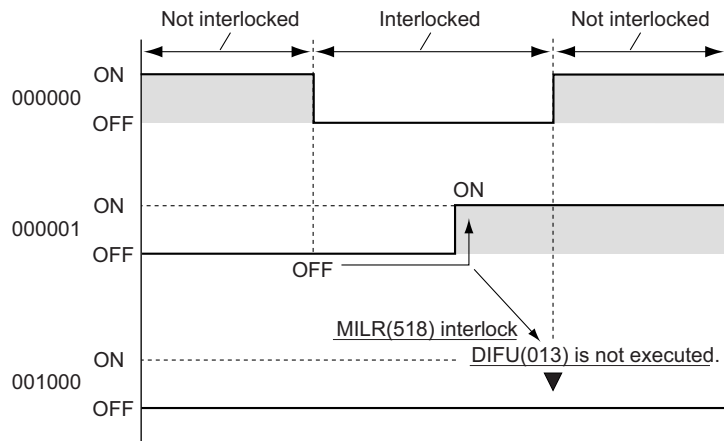 Not interlocked Interlocked Not interlocked
ON
000000
OFF
ON
ON
000001
OFF
OFF
MILR(518) interlock
DIFU(013) is not executed.
ON
001000
OFF